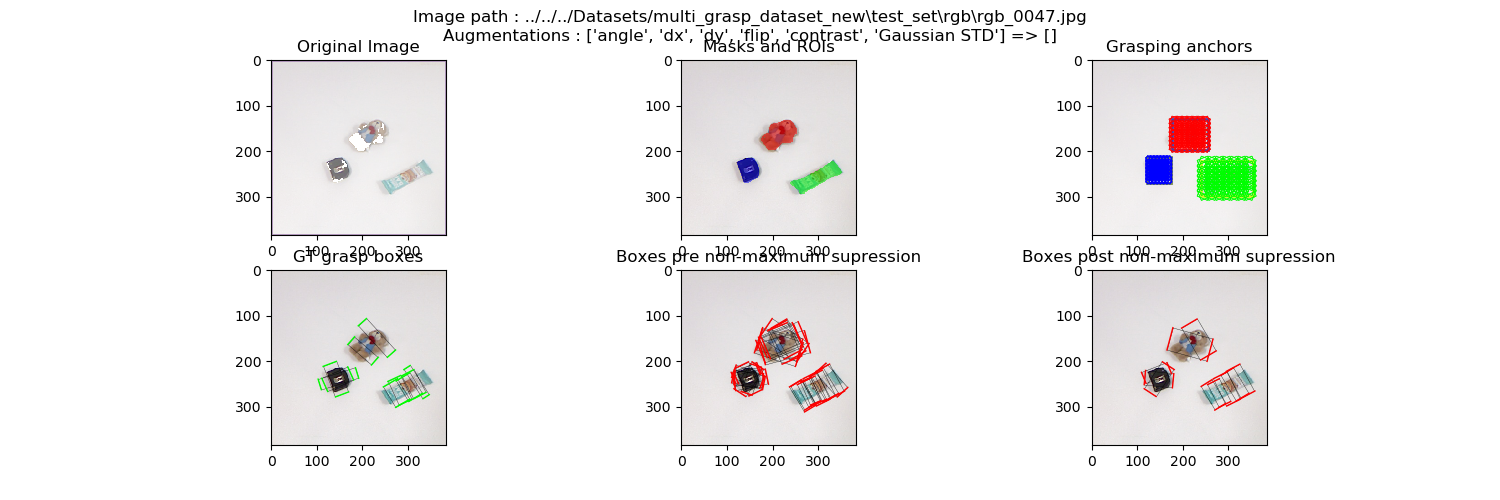 Image path : ../../../Datasets/multi_grasp_dataset_new\test_set\rgb\rgb_0047.jpg
Augmentations : ['angle', 'dx', 'dy', 'flip', 'contrast', 'Gaussian STD'] => []
Original Image
Masks and ROIs
Grasping anchors
0
100
200
300
0 100 200 300
0
100
200
300
0 100 200 300
0
100
200
300
0 100 200 300
GT grasp boxes
Boxes pre non-maximum supression
Boxes post non-maximum supression
0
100
200
300
0 100 200 300
0
100
200
300
0 100 200 300
0
100
200
300
0 100 200 300